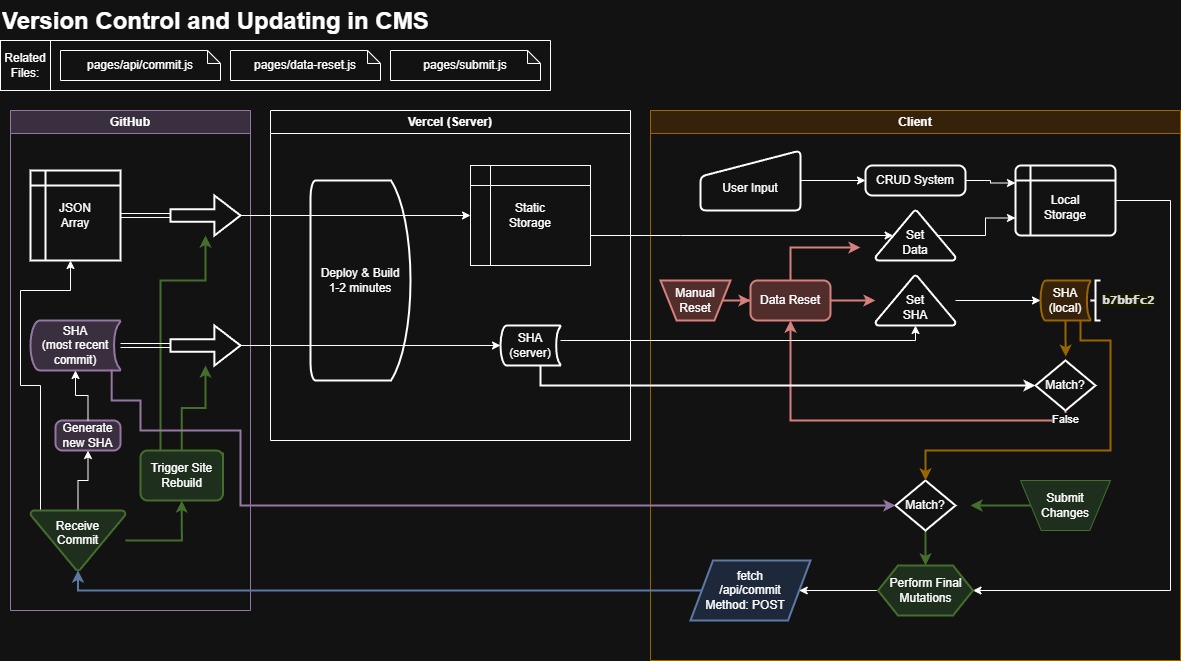 Version Control and Updating in CMS
Related
Files:
pages/api/commit.js
pages/data-reset.js
pages/submit.js
GitHub
Vercel (Server)
Client
JSON
Array
Static
Storage
User Input
CRUD System
Local
Storage
Set
Data
Deploy & Build
1-2 minutes
Manual
Reset
Data Reset
Set
SHA
SHA
(local)
b7bbfc2
SHA
(most recent
commit)
SHA
(server)
Match?
False
Generate
new SHA
Trigger Site
Rebuild
Match?
Submit
Changes
Receive
Commit
fetch
/api/commit
Method: POST
Perform Final
Mutations